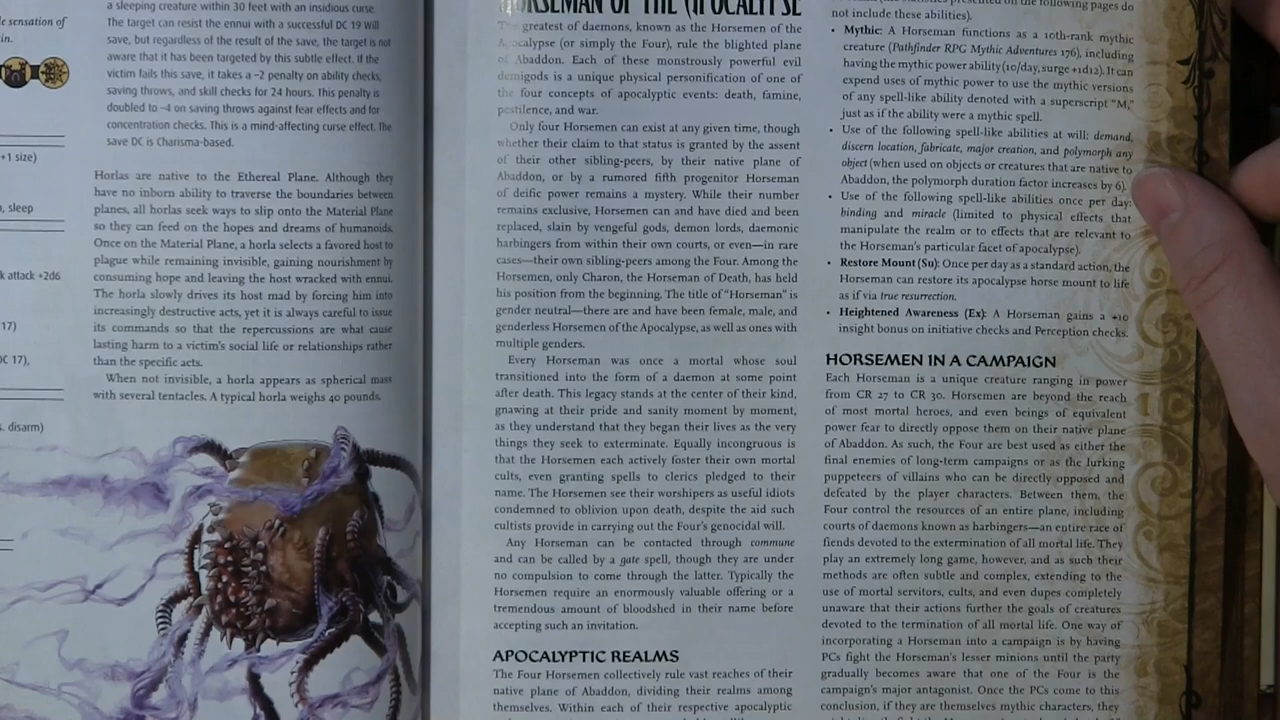 le sensation of
in.
+1 size)
, sleep
k attack +2d6
17)
DC 17),
s. disarm)
a sleeping creature within 30 feet with an insidious curse.
The target can resist the ennui with a successful DC 19 Will
save, but regardless of the result of the save, the target is not
aware that it has been targeted by this subtle effect. If the
victim fails this save, it takes a –2 penalty on ability checks,
saving throws, and skill checks for 24 hours. This penalty is
doubled to –4 on saving throws against fear effects and for
concentration checks. This is a mind-affecting curse effect. The
save DC is Charisma-based.
Horlas are native to the Ethereal Plane. Although they
have no inborn ability to traverse the boundaries between
planes, all horlas seek ways to slip onto the Material Plane
so they can feed on the hopes and dreams of humanoids.
Once on the Material Plane, a horla selects a favored host to
plague while remaining invisible, gaining nourishment by
consuming hope and leaving the host wracked with ennui.
The horla slowly drives its host mad by forcing him into
increasingly destructive acts, yet it is always careful to issue
its commands so that the repercussions are what cause
lasting harm to a victim's social life or relationships rather
than the specific acts.
When not invisible, a horla appears as spherical mass
with several tentacles. A typical horla weighs 40 pounds.
HORSEMAN OF THE APOCALYPSE
The greatest of daemons, known as the Horsemen of the
Apocalypse (or simply the Four), rule the blighted plane
of Abaddon. Each of these monstrously powerful evil
demigods is a unique physical personification of one of
the four concepts of apocalyptic events: death, famine,
pestilence, and war.
Only four Horsemen can exist at any given time, though
whether their claim to that status is granted by the assent
of their other sibling-peers, by their native plane of
Abaddon, or by a rumored fifth progenitor Horseman
of deific power remains a mystery. While their number
remains exclusive, Horsemen can and have died and been
replaced, slain by vengeful gods, demon lords, daemonic
harbingers from within their own courts, or even—in rare
cases—their own sibling-peers among the Four. Among the
Horsemen, only Charon, the Horseman of Death, has held
his position from the beginning. The title of "Horseman" is
gender neutral—there are and have been female, male, and
genderless Horsemen of the Apocalypse, as well as ones with
multiple genders.
Every Horseman was once a mortal whose soul
transitioned into the form of a daemon at some point
after death. This legacy stands at the center of their kind,
gnawing at their pride and sanity moment by moment,
as they understand that they began their lives as the very
things they seek to exterminate. Equally incongruous is
that the Horsemen each actively foster their own mortal
cults, even granting spells to clerics pledged to their
name. The Horsemen see their worshipers as useful idiots
condemned to oblivion upon death, despite the aid such
cultists provide in carrying out the Four's genocidal will.
Any Horsemen can be contacted through commune
and can be called by a gate spell, though they are under
no compulsion to come through the latter. Typically the
Horsemen require an enormously valuable offering or a
tremendous amount of bloodshed in their name before
accepting such an invitation.
APOCALYPTIC REALMS
The Four Horsemen collectively rule vast reaches of their
native plane of Abaddon, dividing their realms among
themselves. Within each of their respective apocalyptic
presented on the following pages do
not include these abilities).
• Mythic: A Horseman functions as a 10th-rank mythic
creature (Pathfinder RPG Mythic Adventures 176), including
having the mythic power ability (10/day, surge +1d12). It can
expend uses of mythic power to use the mythic versions
of any spell-like ability denoted with a superscript "M,"
just as if the ability were a mythic spell.
• Use of the following spell-like abilities at will: demand,
discern location, fabricate, major creation, and polymorph any
object (when used on objects or creatures that are native to
Abaddon, the polymorph duration factor increases by 6).
• Use of the following spell-like abilities once per day:
binding and miracle (limited to physical effects that
manipulate the realm or to effects that are relevant to
the Horseman's particular facet of apocalypse).
• Restore Mount (Su): Once per day as a standard action, the
Horseman can restore its apocalypse horse mount to life
as if via true resurrection.
• Heightened Awareness (Ex): A Horseman gains a +10
insight bonus on initiative checks and Perception checks.
HORSEMEN IN A CAMPAIGN
Each Horseman is a unique creature ranging in power
from CR 27 to CR 30. Horsemen are beyond the reach
of most mortal heroes, and even beings of equivalent
power fear to directly oppose them on their native plane
of Abaddon. As such, the Four are best used as either the
final enemies of long-term campaigns or as the lurking
puppeteers of villains who can be directly opposed and
defeated by the player characters. Between them, the
Four control the resources of an entire plane, including
courts of daemons known as harbingers—an entire race of
fiends devoted to the extermination of all mortal life. They
play an extremely long game, however, and as such their
methods are often subtle and complex, extending to the
use of mortal servitors, cults, and even dupes completely
unaware that their actions further the goals of creatures
devoted to the termination of all mortal life. One way of
incorporating a Horseman into a campaign is by having
PCs fight the Horseman's lesser minions until the party
gradually becomes aware that one of the Four is the
campaign's major antagonist. Once the PCs come to this
conclusion, if they are themselves mythic characters, they